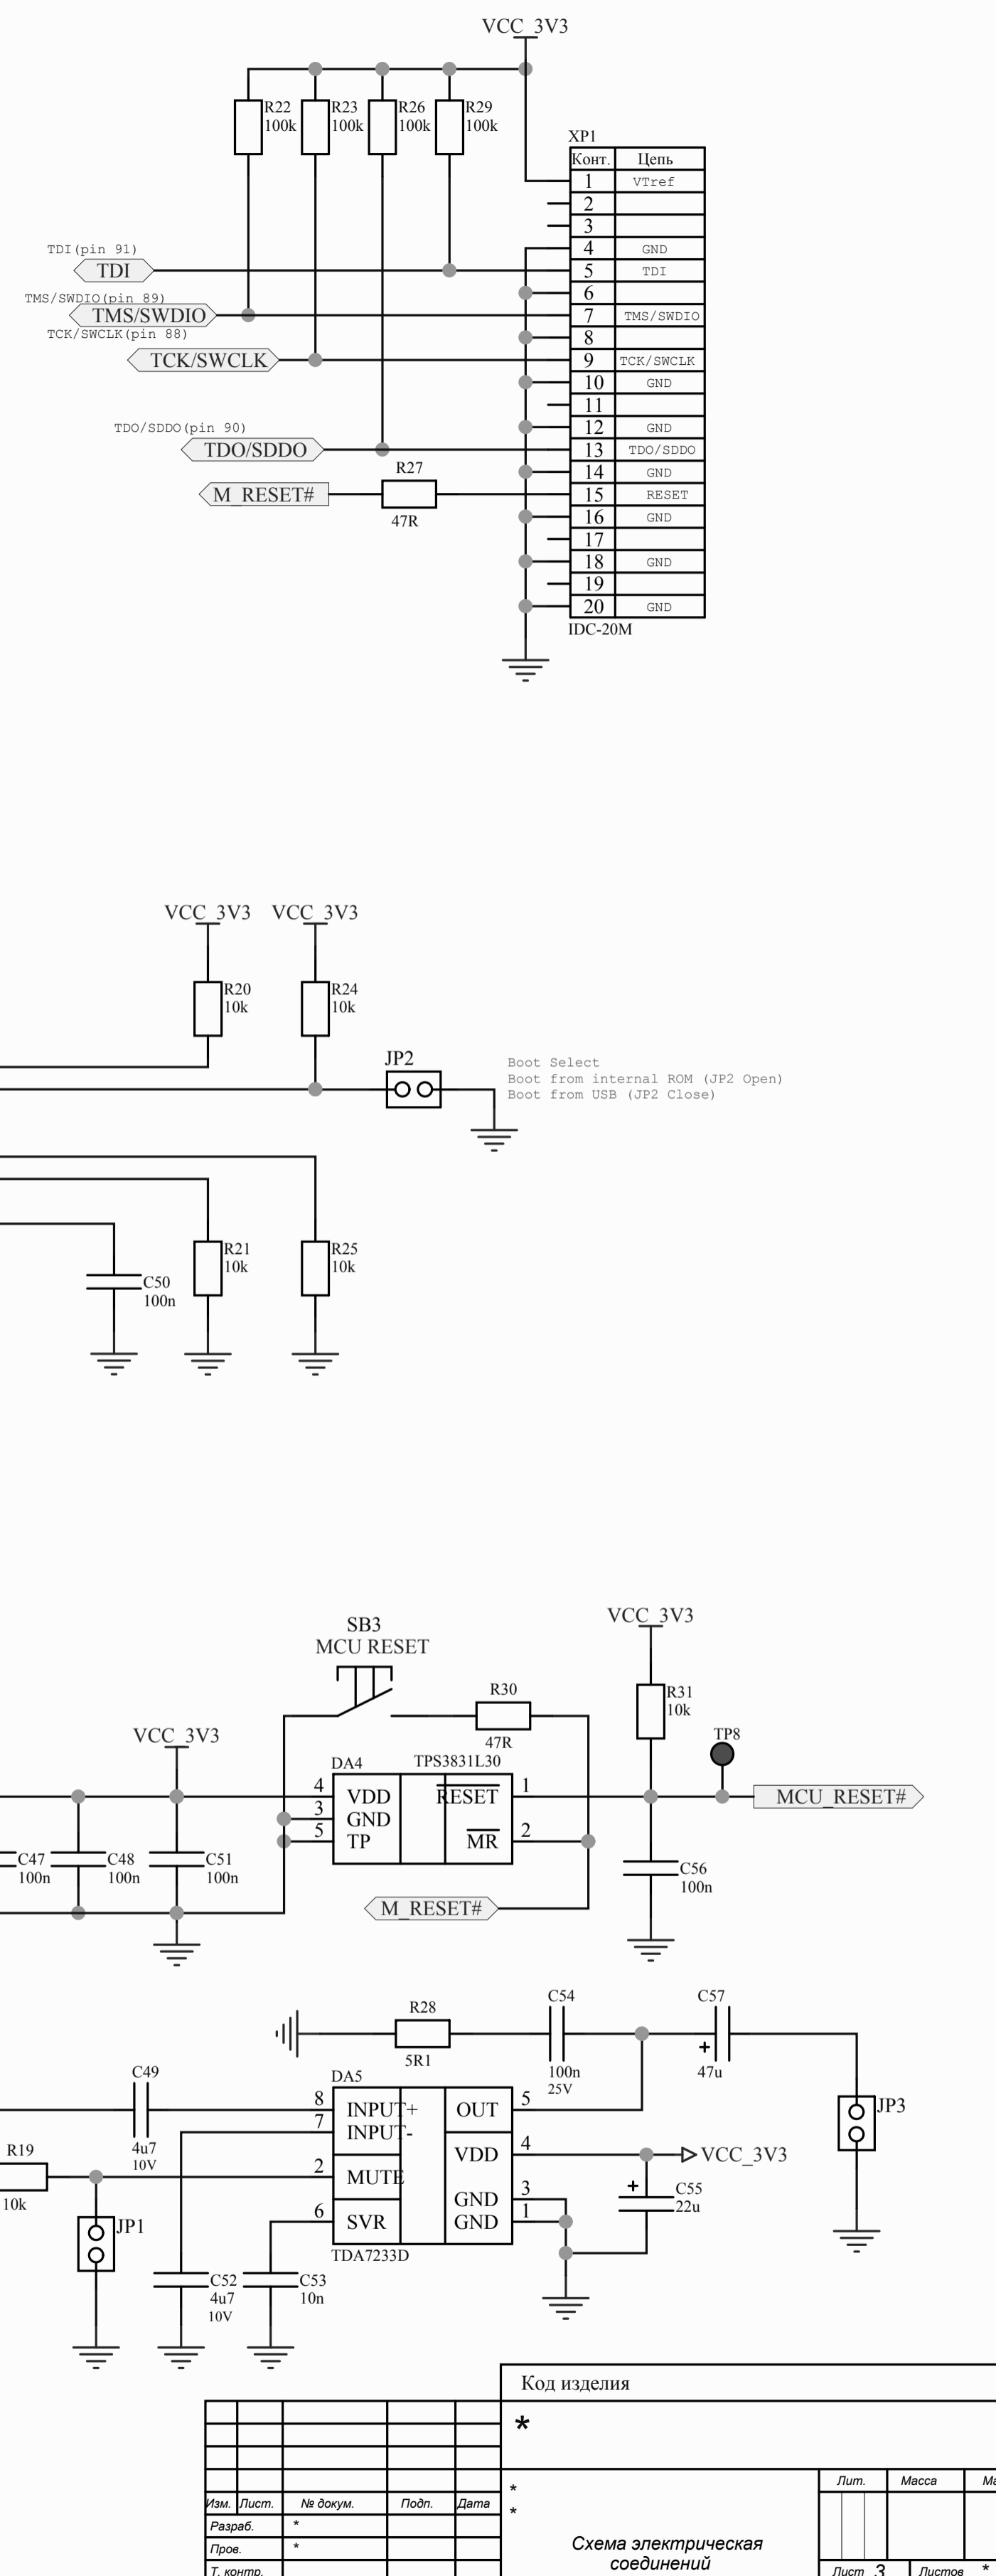 VCC_3V3
R22 R23 R26 R29
100k 100k 100k 100k
XP1
Конт. Цепь
1 VTref
2
3
TDI(pin 91)
4 GND
TDI
5 TDI
TMS/SWDIO(pin 89)
6
TMS/SWDIO
7 TMS/SWDIO
TCK/SWCLK(pin 88)
8
TCK/SWCLK
9 TCK/SWCLK
10 GND
11
TDO/SDDO(pin 90)
12 GND
TDO/SDDO
13 TDO/SDDO
R27
14 GND
M_RESET#
15 RESET
47R
16 GND
17
18 GND
19
20 GND
IDC-20M
VCC_3V3 VCC_3V3
R20 R24
10k 10k
JP2
Boot Select
Boot from internal ROM (JP2 Open)
Boot from USB (JP2 Close)
R21 R25
10k 10k
C50
100n
SB3
MCU RESET
VCC_3V3
R30
47R
R31
10k
TP8
VCC_3V3
DA4 TPS3831L30
4 VDD RESET 1
MCU_RESET#
3 GND
5 TP MR 2
C47 C48 C51
100n 100n 100n
C56
100n
M_RESET#
R28 C54 C57
5R1 100n 47u
25V
+
DA5
C49
4u7
10V
8 INPUT+ OUT 5
7 INPUT-
JP3
R19
10k
VDD 4
VCC_3V3
2 MUTE
+
C55
22u
GND 3
6 SVR GND 1
JP1
TDA7233D
C52 C53
4u7 10n
10V
Код изделия
*
*
*
Лит. Масса Ма
Изм. Лист. № докум. Подп. Дата
Разраб. *
Пров. *
Т. контр.
Схема электрическая
соединений
Лист 3 Листов *